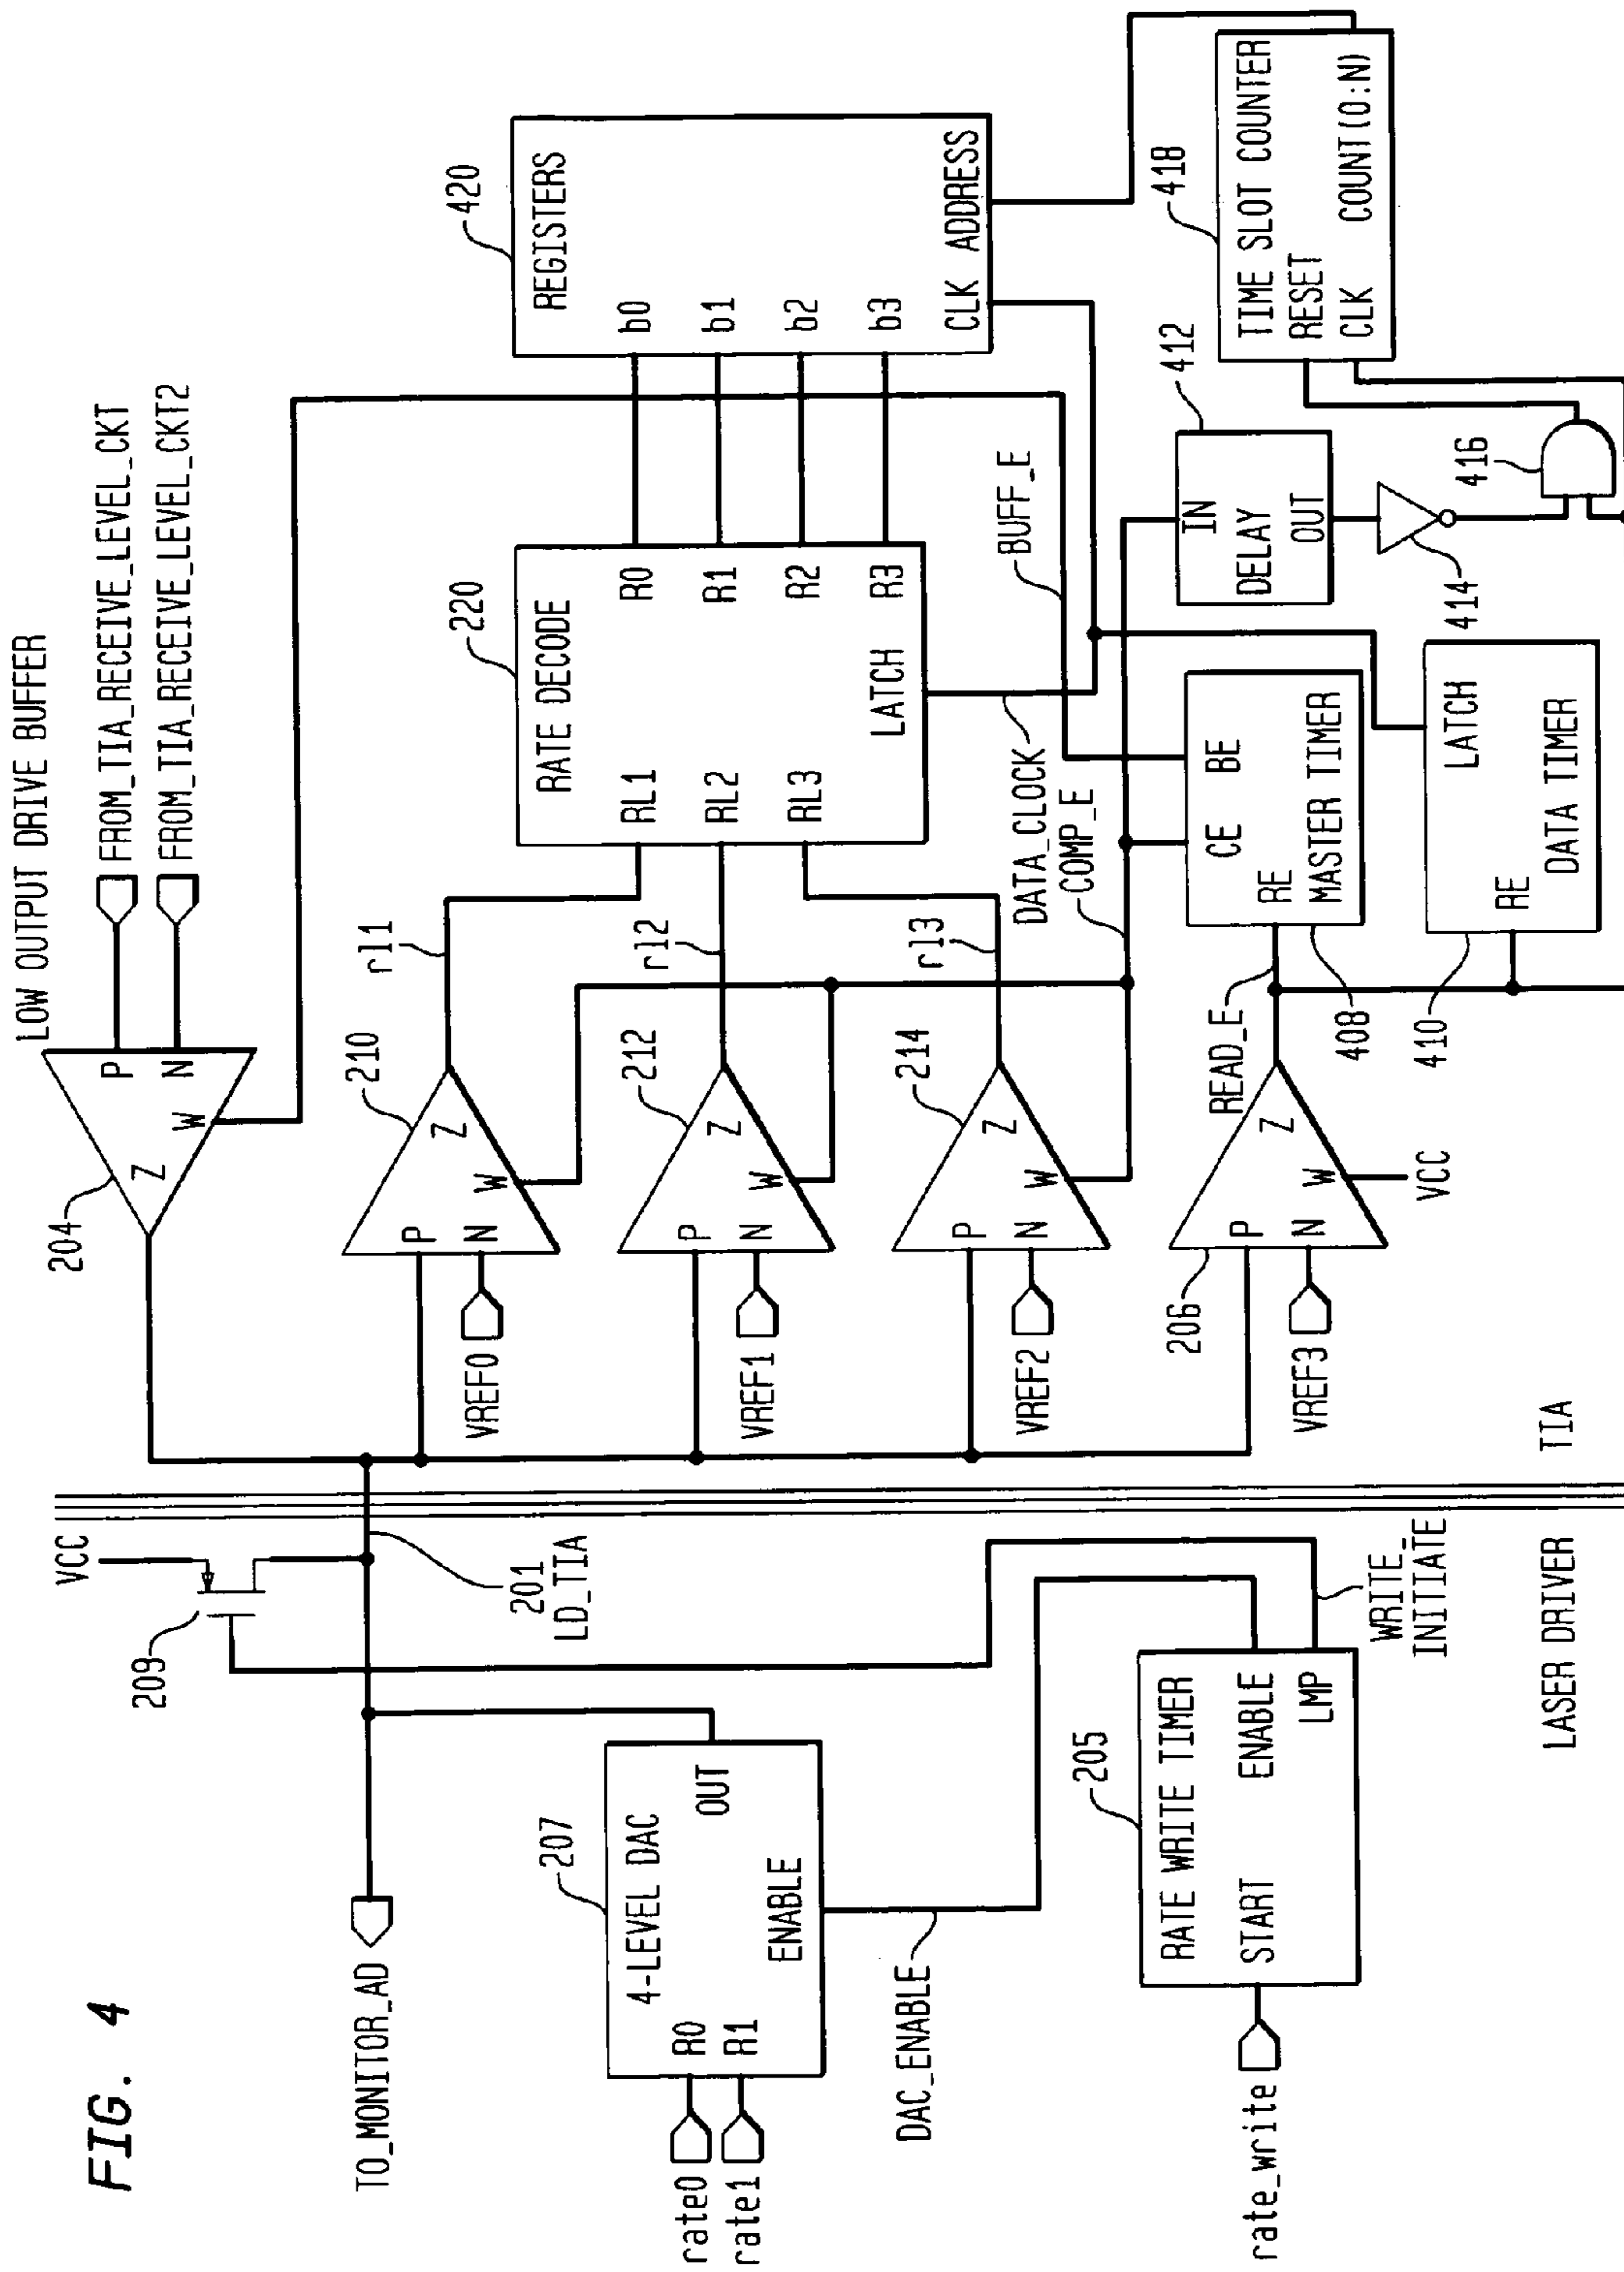 FIG. 4
LOW OUTPUT DRIVE BUFFER
FROM_TIA_RECEIVE_LEVEL_CKT
FROM_TIA_RECEIVE_LEVEL_CKT2
204
P
N
W
Z
VCC
209
TO_MONITOR_AD
201
LD_TIA
210
P
N
W
Z
VREF0
rl1
212
P
N
W
Z
VREF1
rl2
214
P
N
W
Z
VREF2
rl3
206
P
N
W
Z
VREF3
VCC
READ_E
220
RATE DECODE
RL1
RL2
RL3
R0
R1
R2
R3
LATCH
420
REGISTERS
b0
b1
b2
b3
CLK ADDRESS
BUFF_E
DATA_CLOCK
COMP_E
207
4-LEVEL DAC
R0
R1
OUT
ENABLE
rate0
rate1
DAC_ENABLE
205
RATE WRITE TIMER
START
ENABLE
LMP
rate_write
WRITE_
INITIATE
408
CE BE
RE
MASTER TIMER
410
LATCH
RE
DATA TIMER
412
IN
DELAY
OUT
414
416
418
TIME SLOT COUNTER
RESET
CLK COUNT(0:N)
LASER DRIVER
TIA